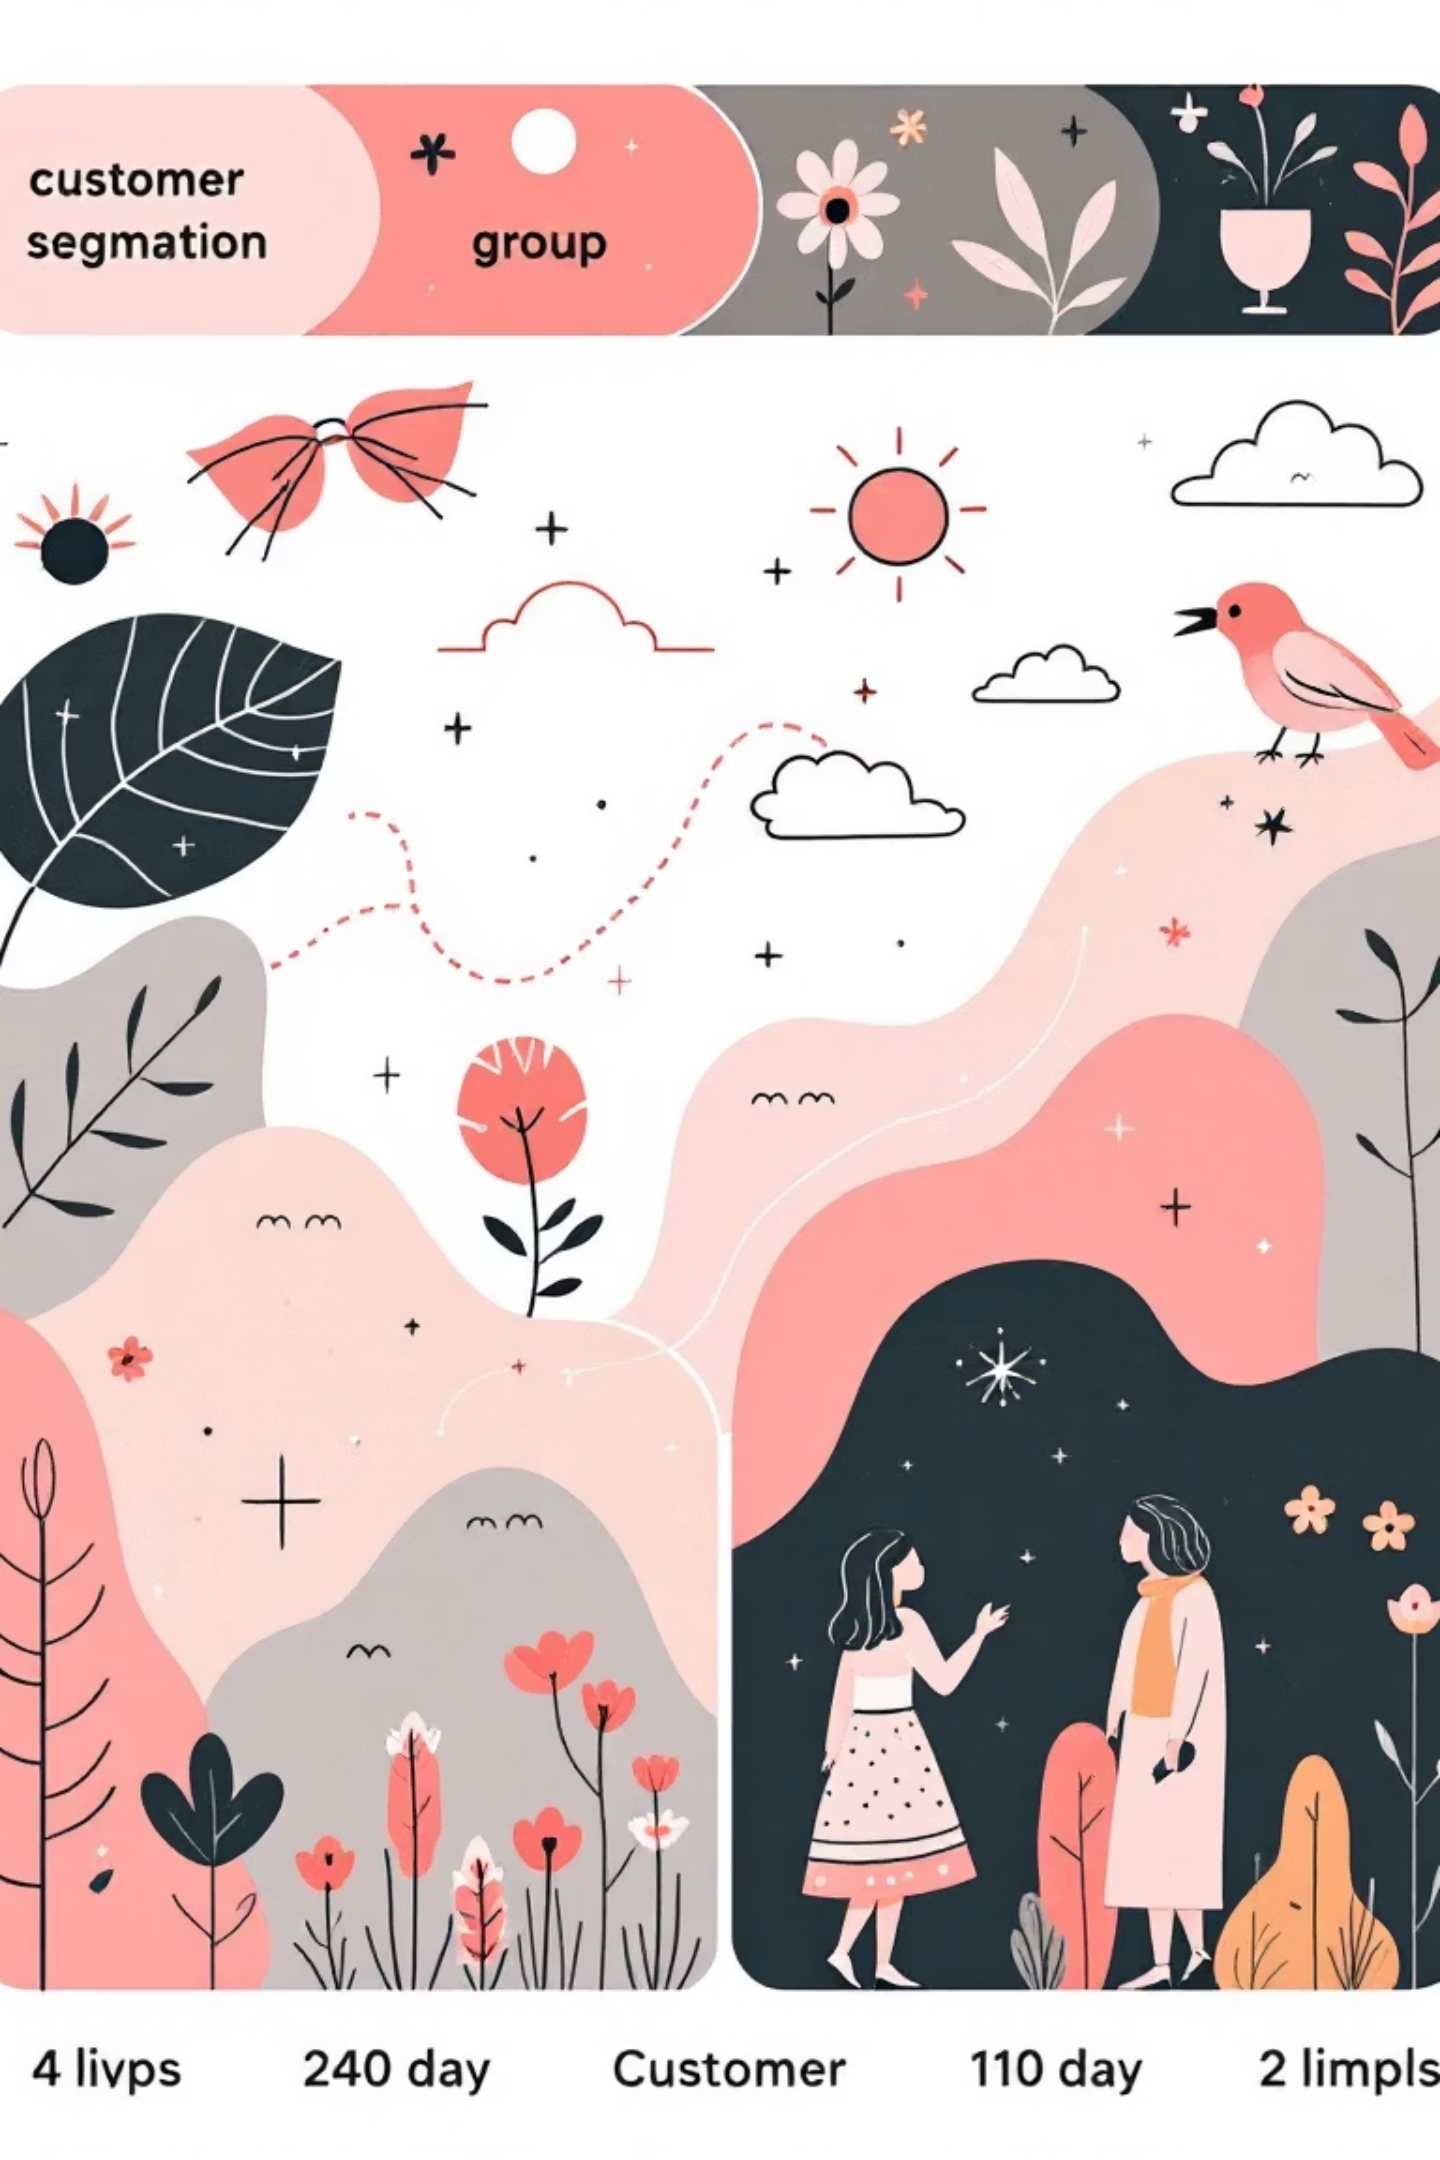 customer
segmation
group
4 livps
240 day
Customer
110 day
2 limpls